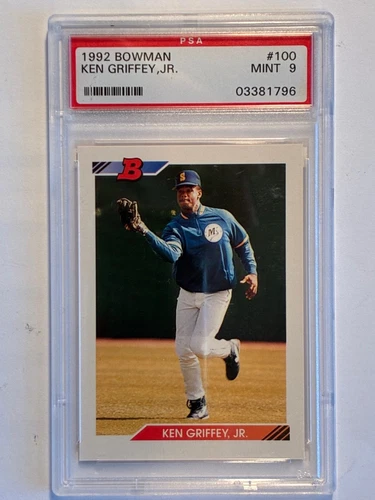 PSA
1992 BOWMAN #100
KEN GRIFFEY,JR. MINT 9
03381796
B
S
M
KEN GRIFFEY, JR.